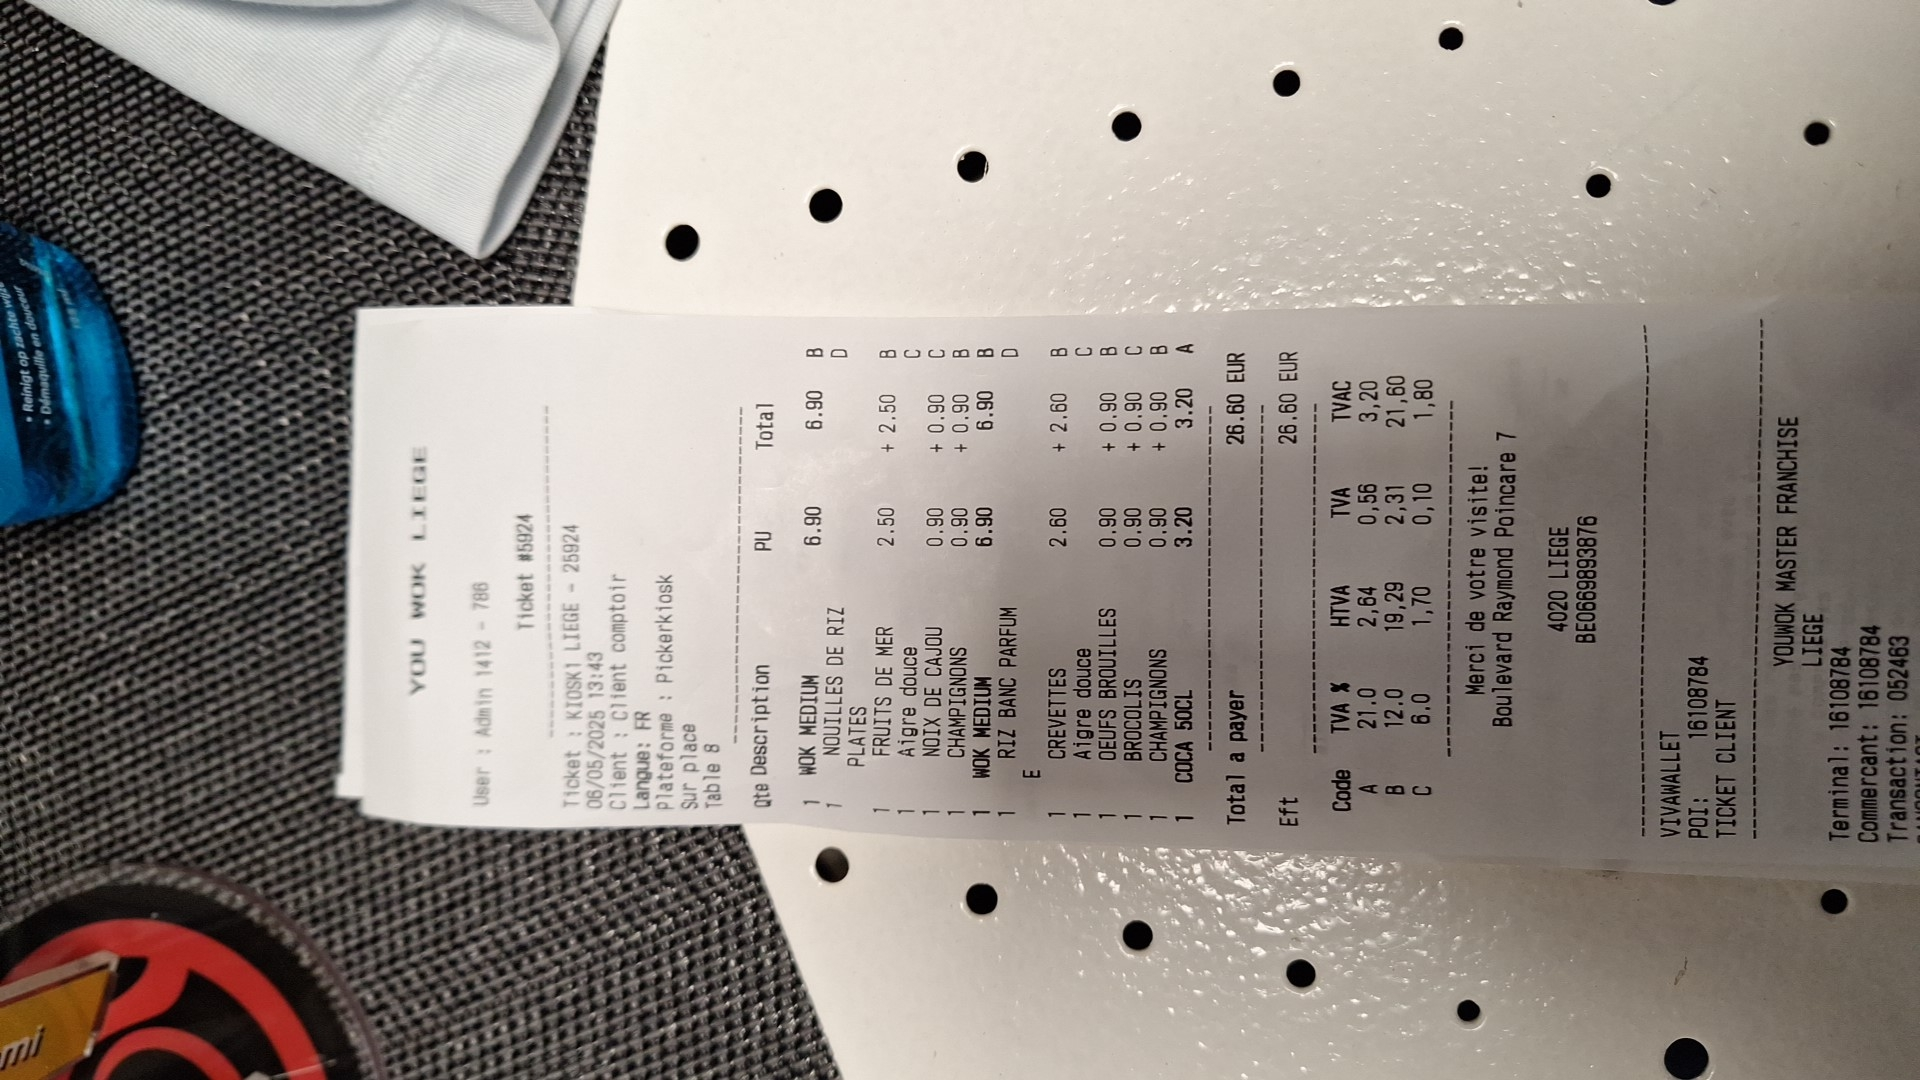 • Reinigt op zachte wijze
• Démaquille en douceur
YOU WOK LIEGE
User : Admin 1412 - 786
Ticket #5924
Ticket : KIOSK1 LIEGE - 25924
06/05/2025 13:43
Client : Client comptoir
Langue: FR
Plateforme : Pickerkiosk
Sur place
Table 8
Qte Description PU Total
1 WOK MEDIUM 6.90 6.90 B
1 NOUILLES DE RIZ D
PLATES
1 FRUITS DE MER 2.50 + 2.50 B
1 Aigre douce C
1 NOIX DE CAJOU 0.90 + 0.90 C
1 CHAMPIGNONS 0.90 + 0.90 B
1 WOK MEDIUM 6.90 6.90 B
1 RIZ BANC PARFUM D
E
1 CREVETTES 2.60 + 2.60 B
1 Aigre douce C
1 OEUFS BROUILLES 0.90 + 0.90 B
1 BROCOLIS 0.90 + 0.90 C
1 CHAMPIGNONS 0.90 + 0.90 B
1 COCA 50CL 3.20 3.20 A
Total a payer 26.60 EUR
Eft 26.60 EUR
Code TVA % HTVA TVA TVAC
A 21.0 2,64 0,56 3,20
B 12.0 19,29 2,31 21,60
C 6.0 1,70 0,10 1,80
Merci de votre visite!
Boulevard Raymond Poincare 7
4020 LIEGE
BE0669893876
VIVAWALLET
POI: 16108784
TICKET CLIENT
YOUWOK MASTER FRANCHISE
LIEGE
Terminal: 16108784
Commercant: 16108784
Transaction: 052463